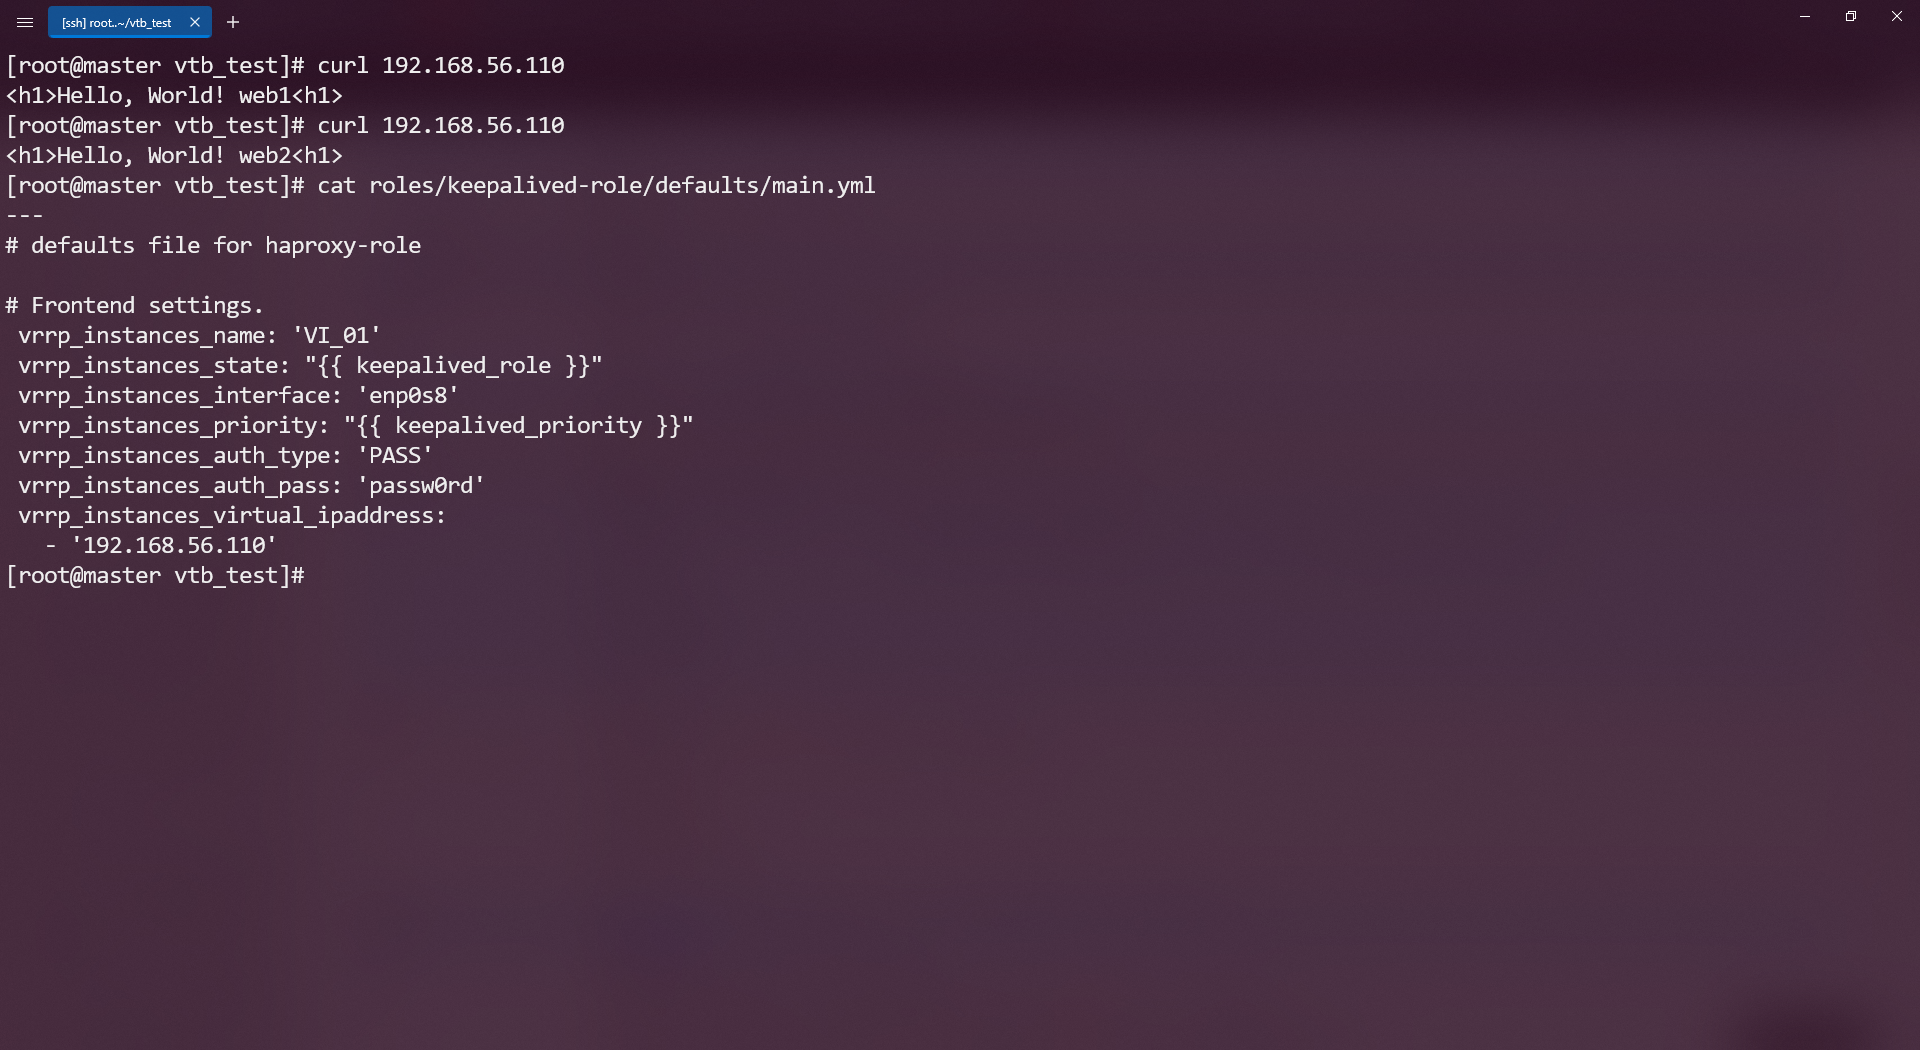 [ssh] root..~/vtb_test
[root@master vtb_test]# curl 192.168.56.110
<h1>Hello, World! web1<h1>
[root@master vtb_test]# curl 192.168.56.110
<h1>Hello, World! web2<h1>
[root@master vtb_test]# cat roles/keepalived-role/defaults/main.yml
---
# defaults file for haproxy-role

# Frontend settings.
 vrrp_instances_name: 'VI_01'
 vrrp_instances_state: "{{ keepalived_role }}"
 vrrp_instances_interface: 'enp0s8'
 vrrp_instances_priority: "{{ keepalived_priority }}"
 vrrp_instances_auth_type: 'PASS'
 vrrp_instances_auth_pass: 'passw0rd'
 vrrp_instances_virtual_ipaddress:
   - '192.168.56.110'
[root@master vtb_test]#